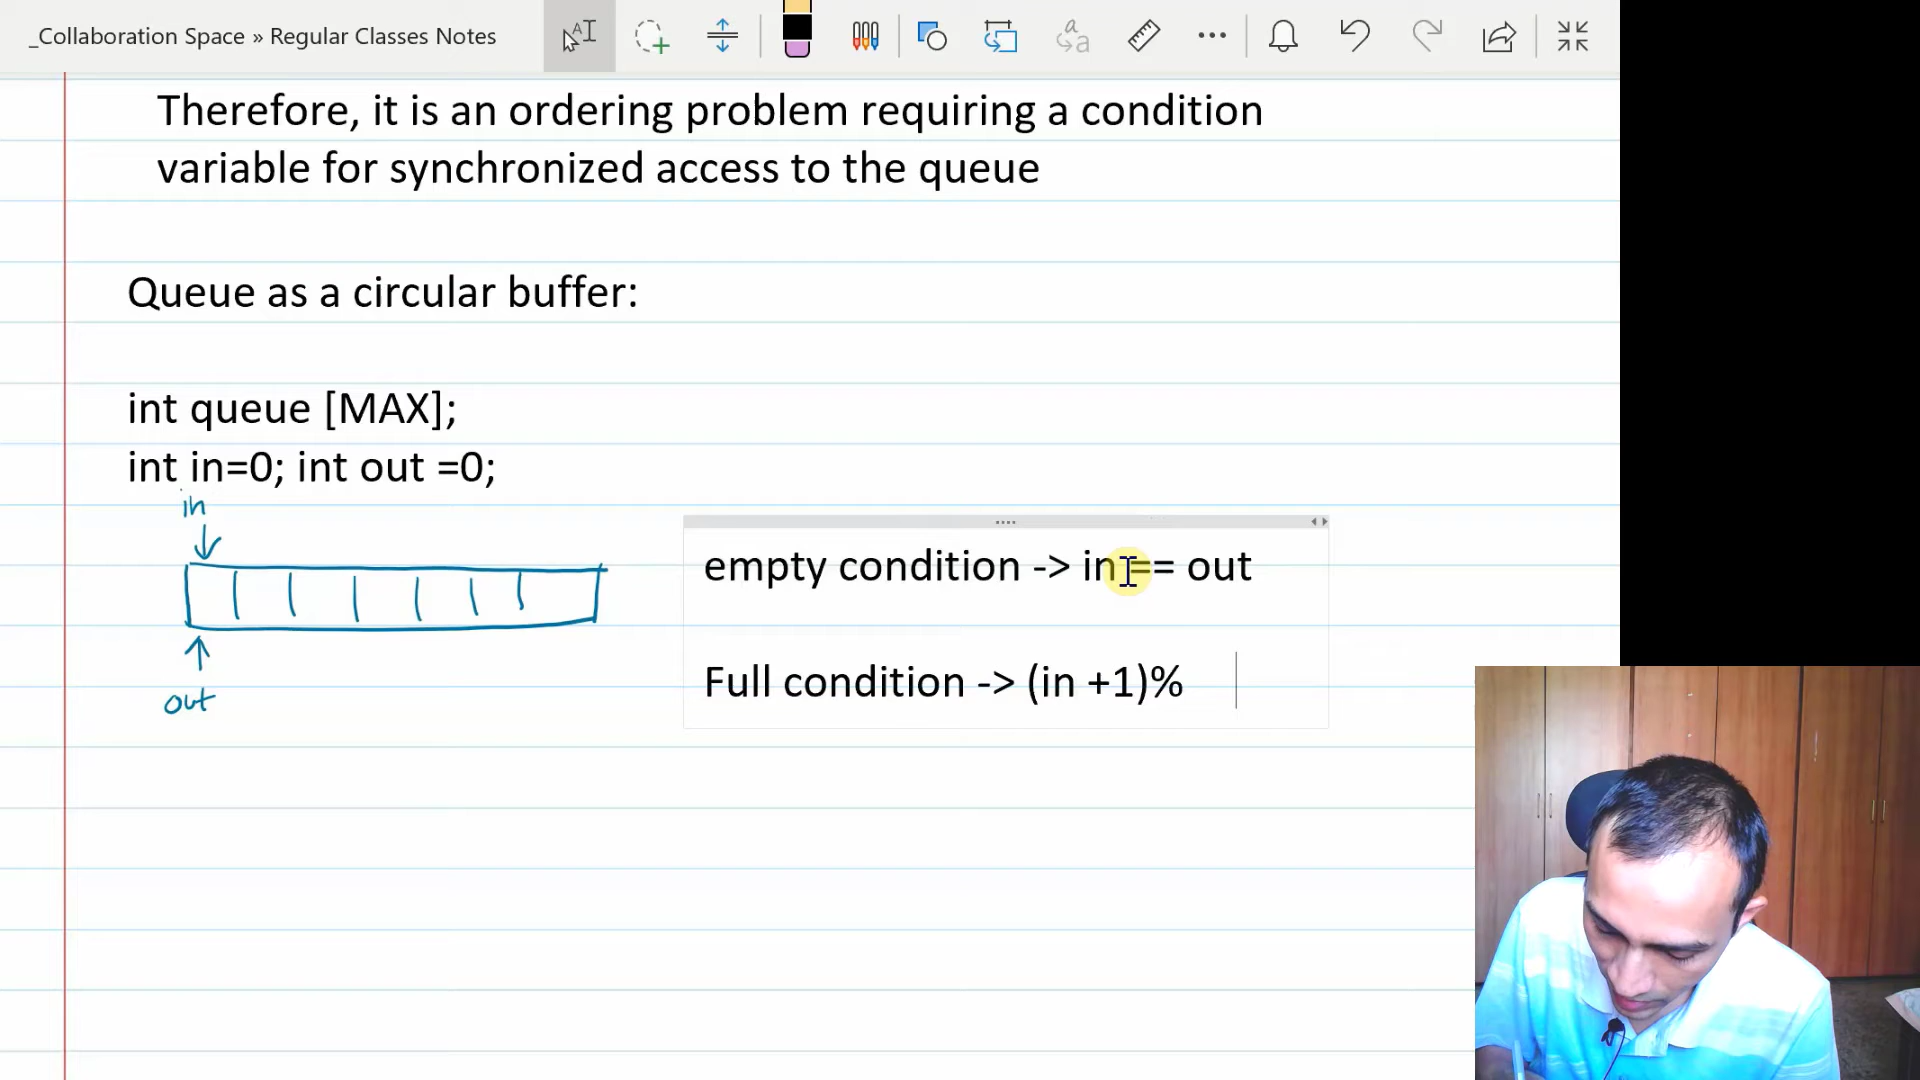 _Collaboration Space » Regular Classes Notes
Therefore, it is an ordering problem requiring a condition
variable for synchronized access to the queue
Queue as a circular buffer:
int queue [MAX];
int in=0; int out =0;
in
out
empty condition -> in == out
Full condition -> (in +1)%